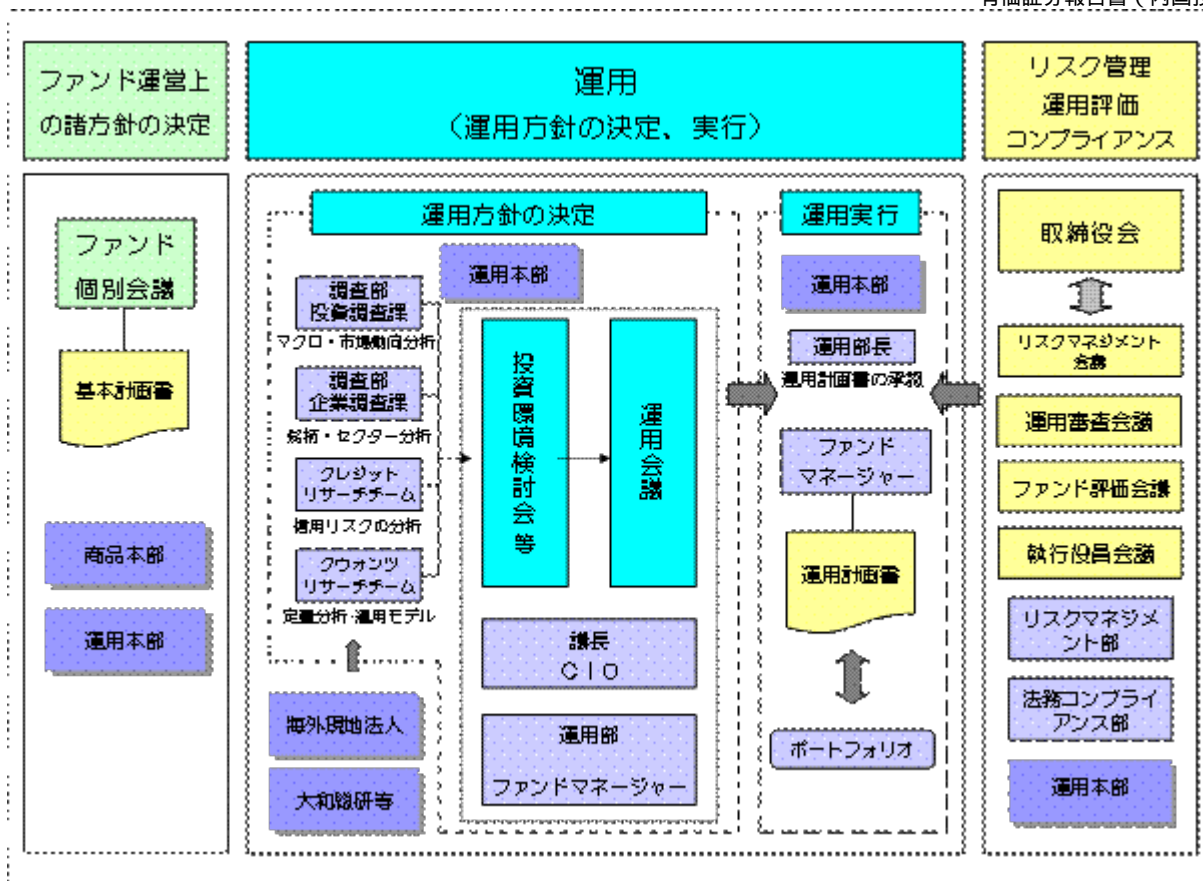 ファンド運営上
の諸方針の決定
運用
（運用方針の決定、実行）
リスク管理
運用評価
コンプライアンス
ファンド
個別会議
基本計画書
商品本部
運用本部
運用方針の決定
運用本部
調査部
投資調査課
マクロ・市場動向分析
調査部
企業調査課
銘柄・セクター分析
クレジット
リサーチチーム
信用リスクの分析
クウォンツ
リサーチチーム
定量分析・運用モデル
海外現地法人
大和総研等
投資環境検討会等
運用会議
議長
CIO
運用部
ファンドマネージャー
運用実行
運用本部
運用部長
運用計画書の承認
ファンド
マネージャー
運用計画書
ポートフォリオ
取締役会
リスクマネジメント
会議
運用審査会議
ファンド評価会議
執行役員会議
リスクマネジメ
ント部
法務コンプライ
アンス部
運用本部